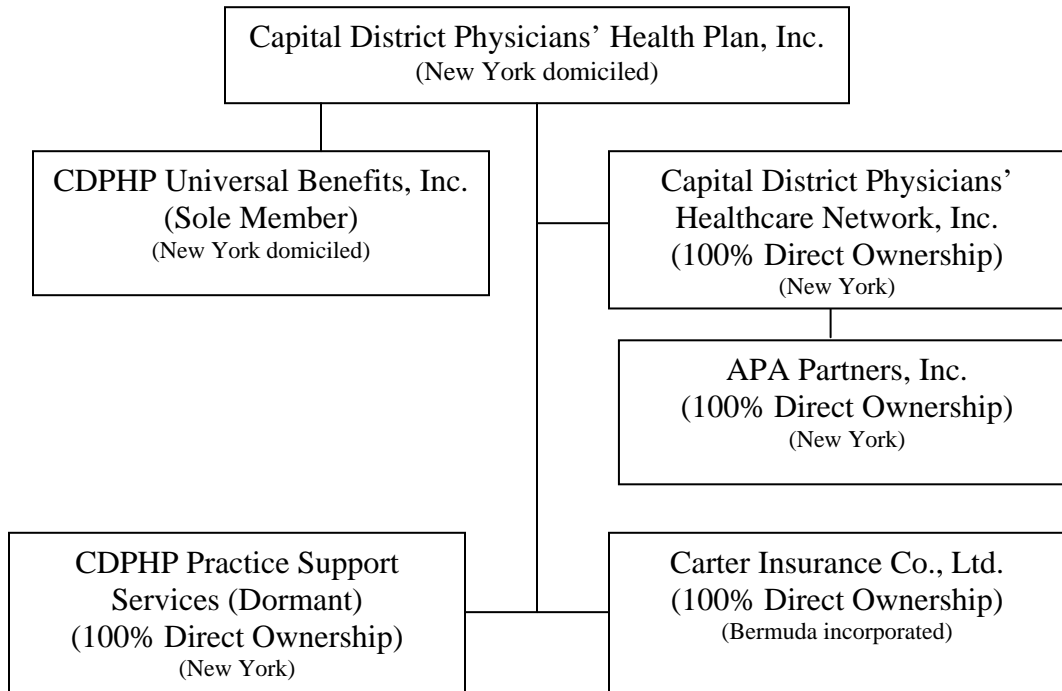 Capital District Physicians’ Health Plan, Inc.
(New York domiciled)
CDPHP Universal Benefits, Inc.
(Sole Member)
(New York domiciled)
Capital District Physicians’
Healthcare Network, Inc.
(100% Direct Ownership)
(New York)
APA Partners, Inc.
(100% Direct Ownership)
(New York)
CDPHP Practice Support
Services (Dormant)
(100% Direct Ownership)
(New York)
Carter Insurance Co., Ltd.
(100% Direct Ownership)
(Bermuda incorporated)